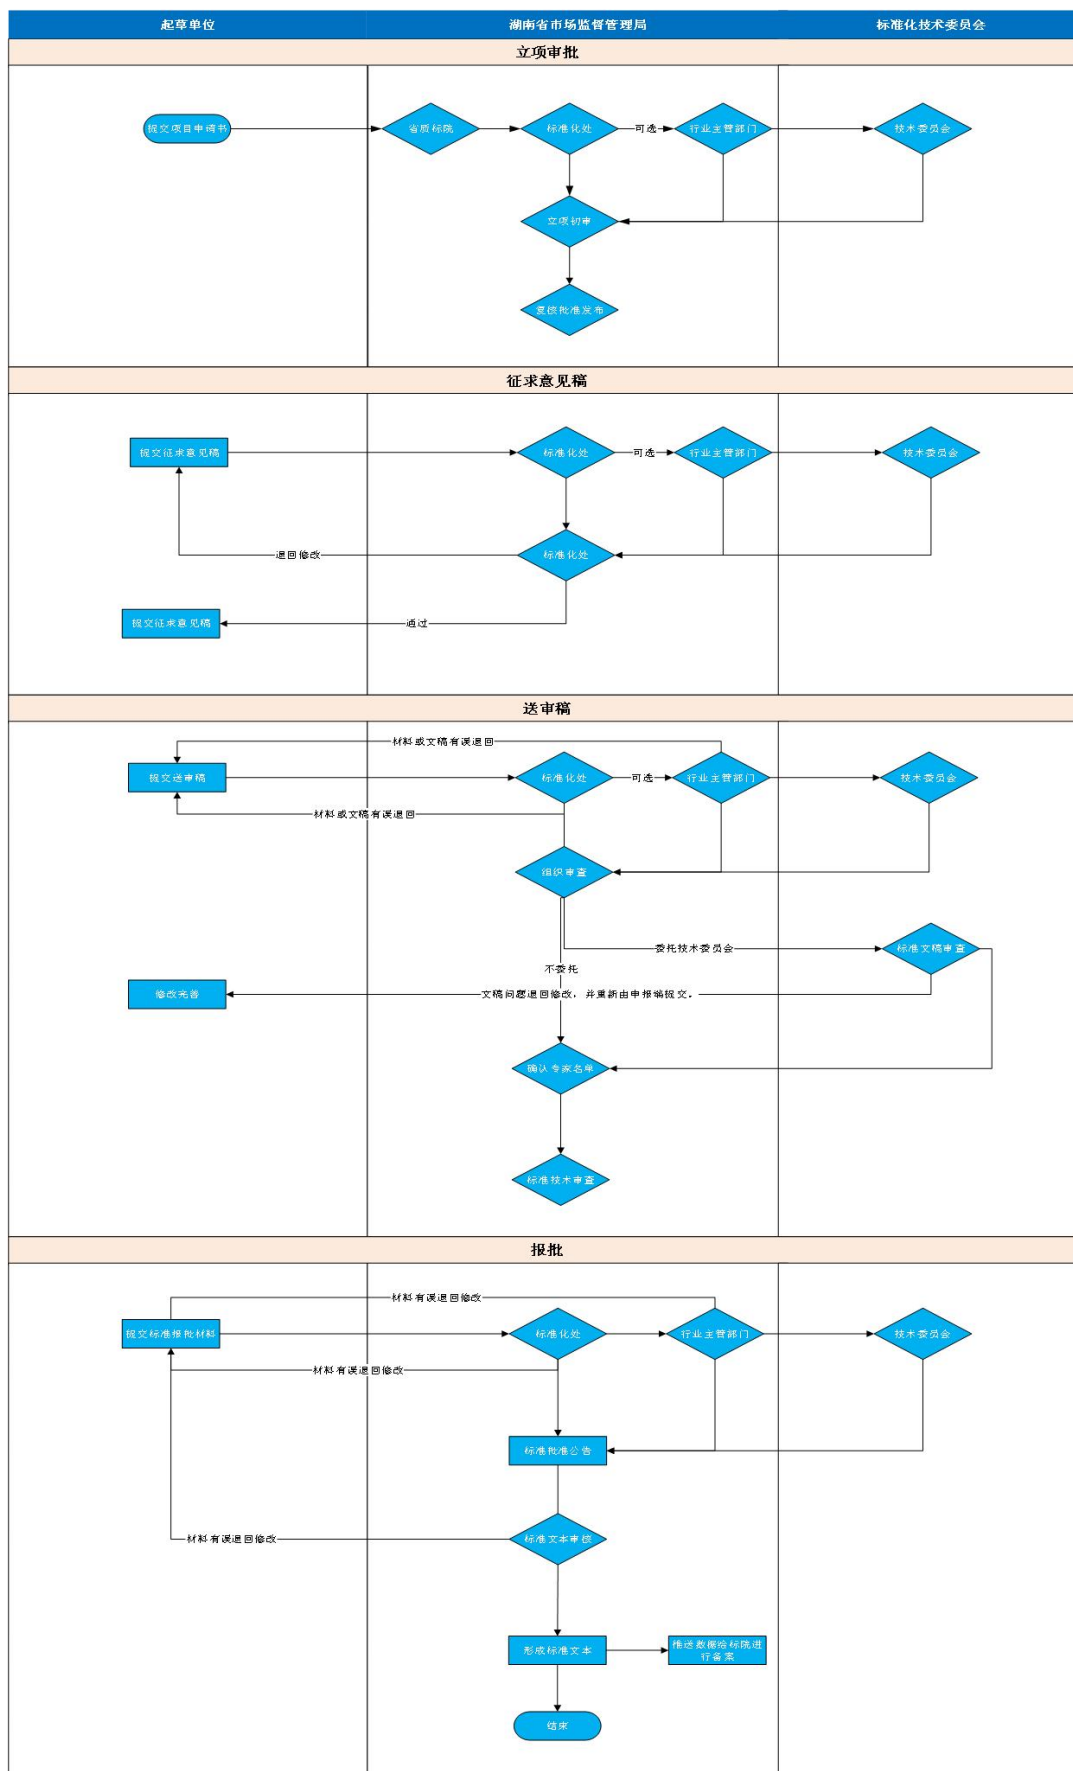 起草单位
湖南省市场监督管理局
标准化技术委员会
立项审批
提交项目申请书
省质标院
标准化处
可选
行业主管部门
技术委员会
立项初审
复核批准发布
征求意见稿
提交征求意见稿
标准化处
可选
行业主管部门
技术委员会
退回修改
标准化处
提交征求意见稿
通过
送审稿
材料或文稿有误退回
提交送审稿
标准化处
可选
行业主管部门
技术委员会
材料或文稿有误退回
组织审查
委托技术委员会
标准文稿审查
不委托
修改完善
文稿问题退回修改，并重新由申报端提交。
确认专家名单
标准技术审查
报批
材料有误退回修改
提交标准报批材料
标准化处
行业主管部门
技术委员会
材料有误退回修改
标准批准公告
材料有误退回修改
标准文本审核
形成标准文本
推送数据给标院进
行备案
结束